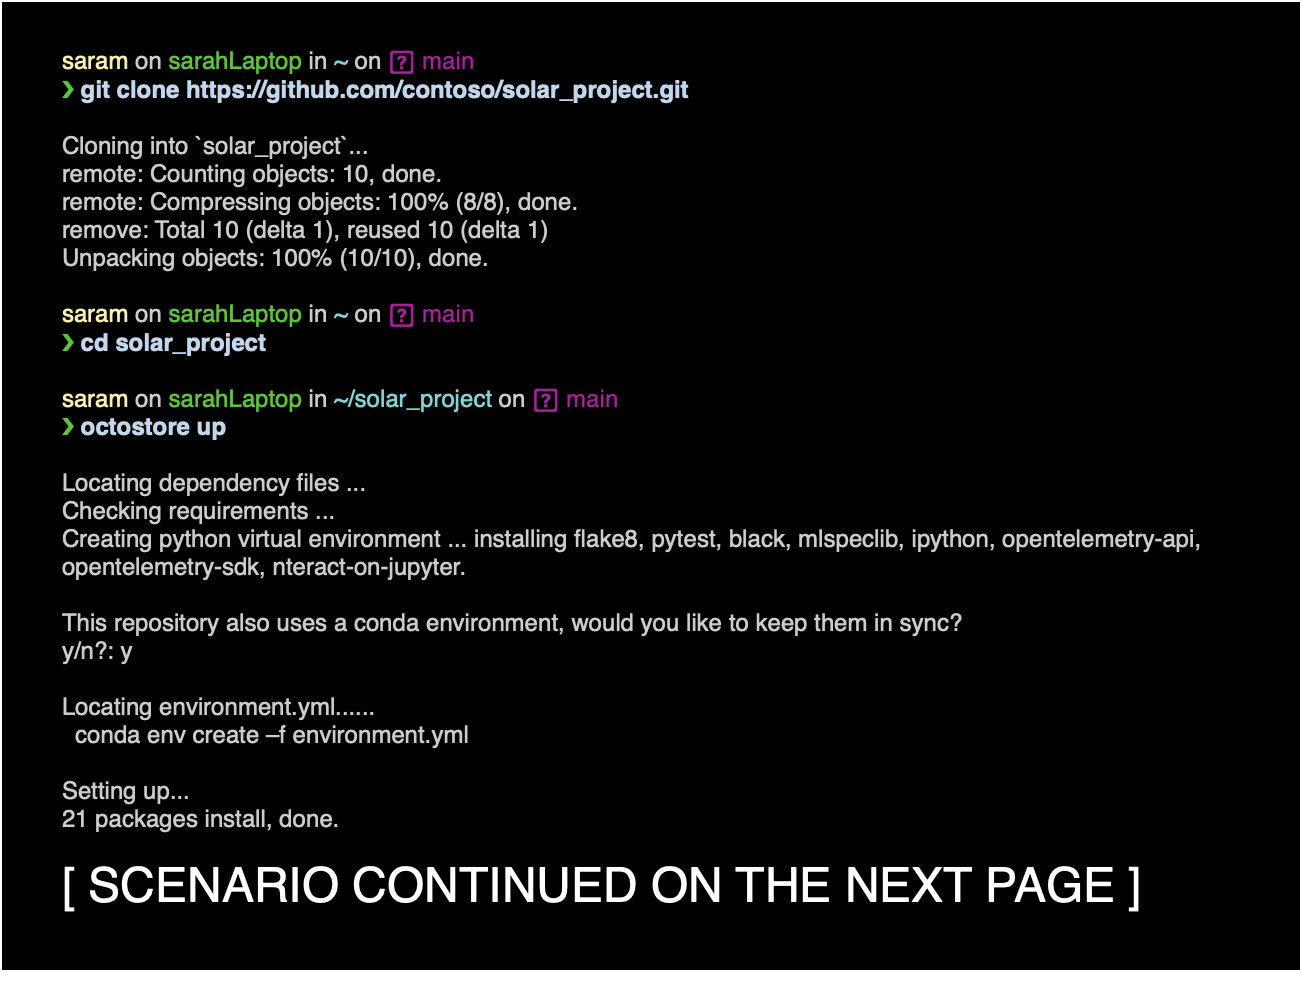 saram on sarahLaptop in ~ on [?] main
❯ git clone https://github.com/contoso/solar_project.git
Cloning into `solar_project`...
remote: Counting objects: 10, done.
remote: Compressing objects: 100% (8/8), done.
remove: Total 10 (delta 1), reused 10 (delta 1)
Unpacking objects: 100% (10/10), done.
saram on sarahLaptop in ~ on [?] main
❯ cd solar_project
saram on sarahLaptop in ~/solar_project on [?] main
❯ octostore up
Locating dependency files ...
Checking requirements ...
Creating python virtual environment ... installing flake8, pytest, black, mlspeclib, ipython, opentelemetry-api,
opentelemetry-sdk, nteract-on-jupyter.
This repository also uses a conda environment, would you like to keep them in sync?
y/n?: y
Locating environment.yml......
conda env create –f environment.yml
Setting up...
21 packages install, done.
[ SCENARIO CONTINUED ON THE NEXT PAGE ]